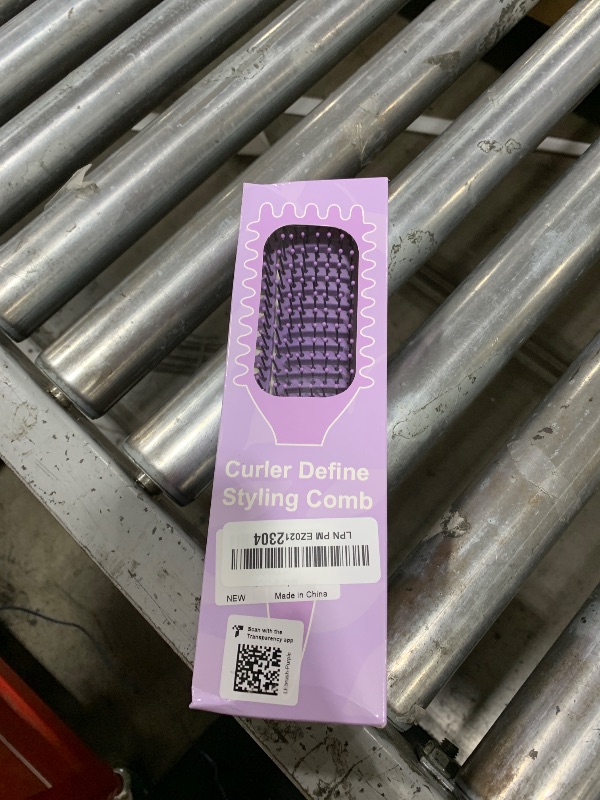 Curler Define
Styling Comb
LPN PM EZ0212304
NEW Made in China
Scan with the
Transparency app